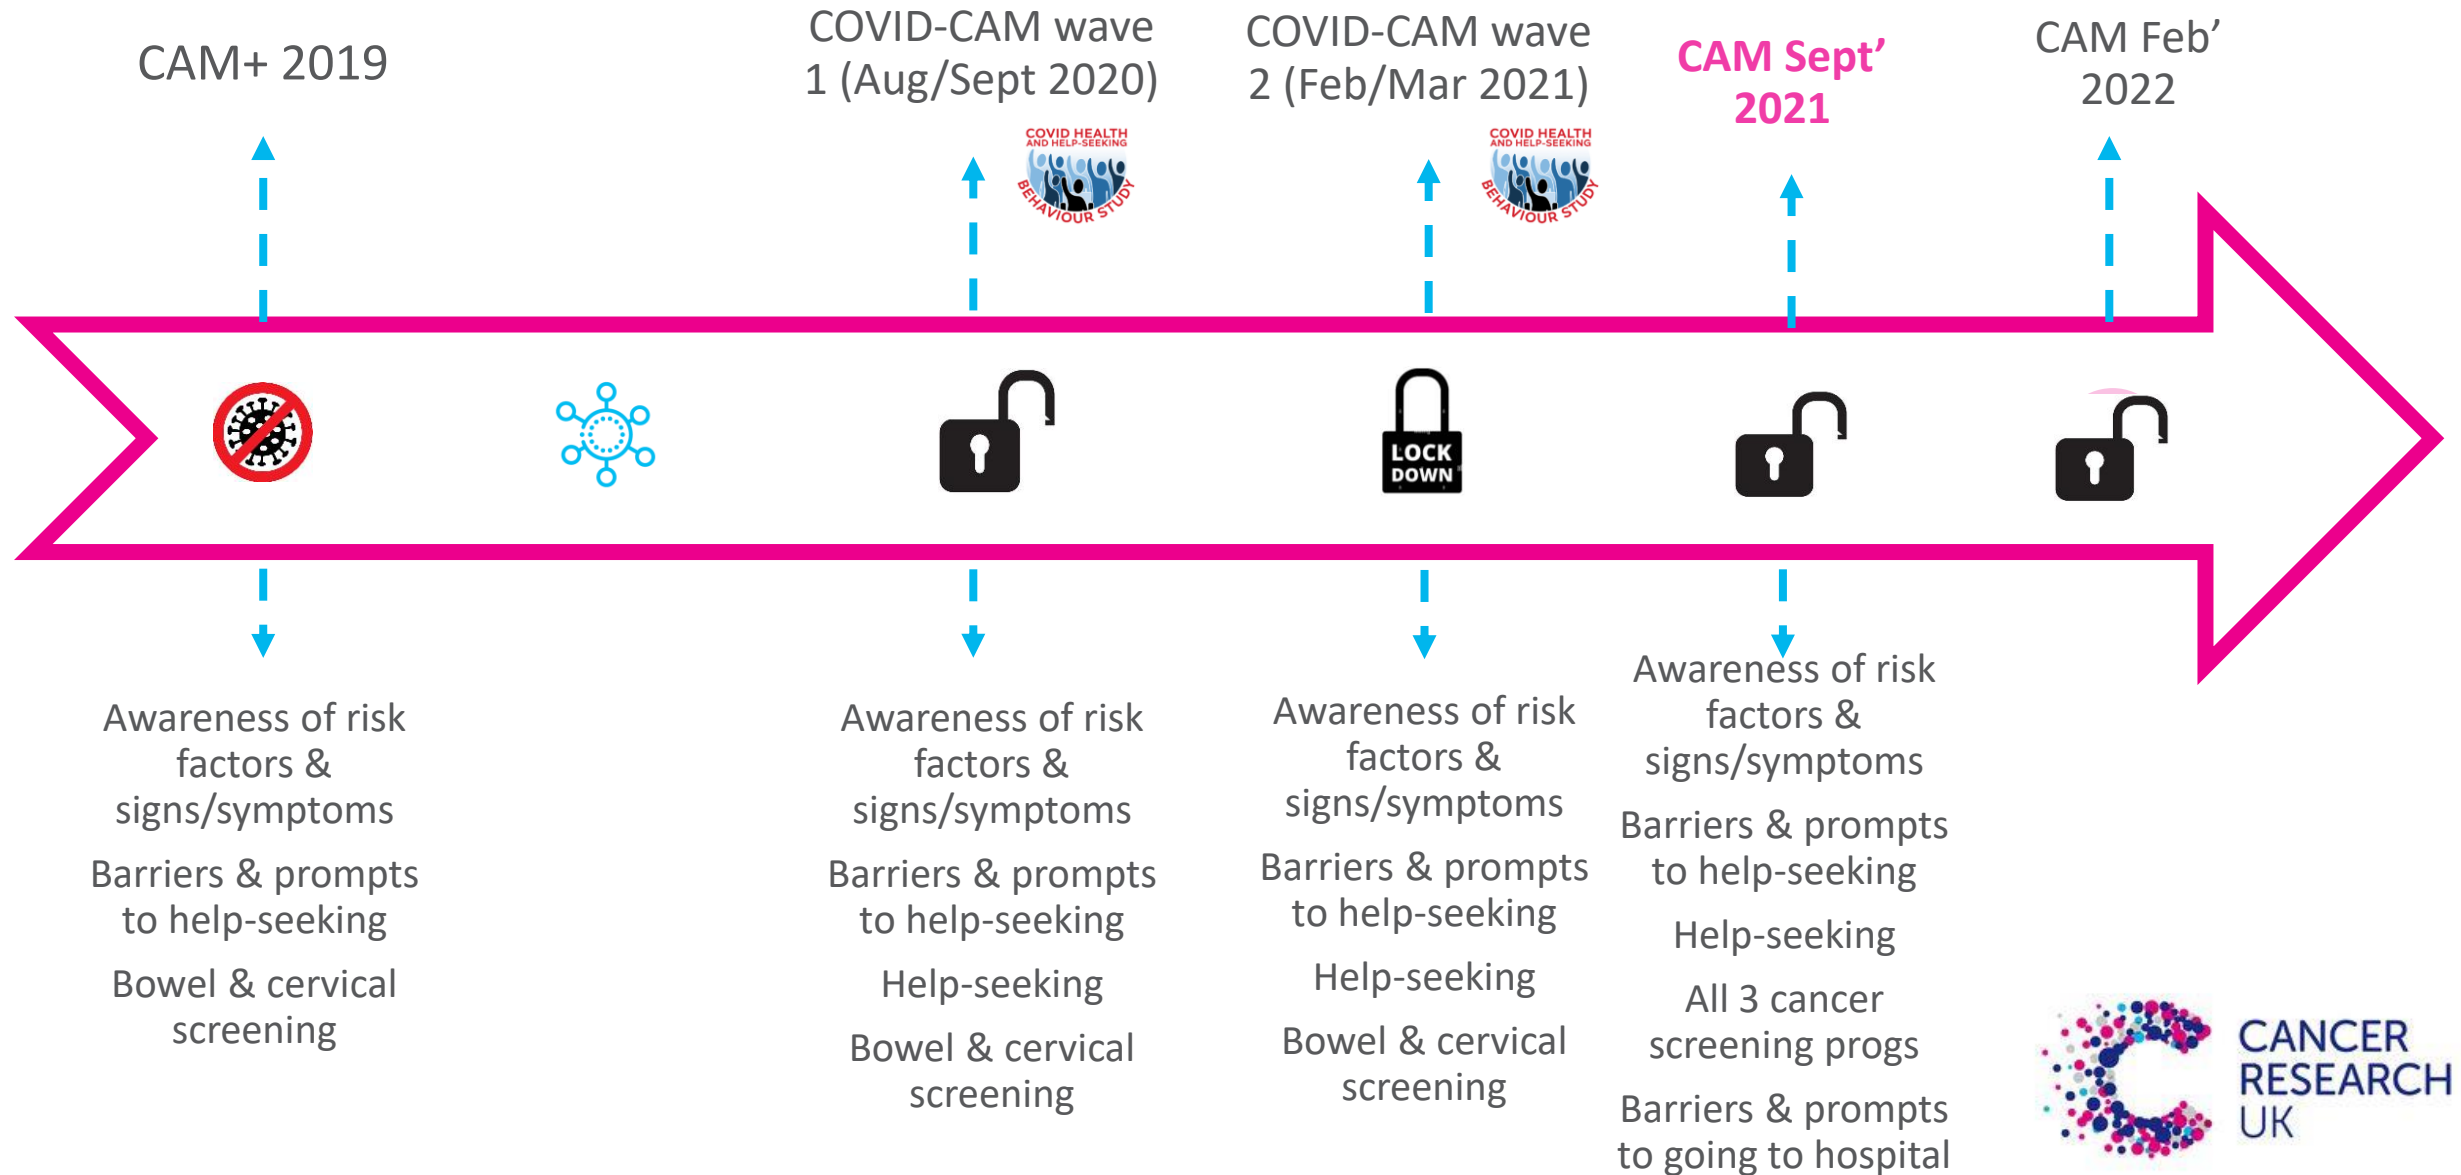 CAM+ 2019
COVID-CAM wave
1 (Aug/Sept 2020)
COVID HEALTH
AND HELP-SEEKING
BEHAVIOUR STUDY
COVID-CAM wave
2 (Feb/Mar 2021)
COVID HEALTH
AND HELP-SEEKING
BEHAVIOUR STUDY
CAM Sept’
2021
CAM Feb’
2022
LOCK
DOWN
Awareness of risk
factors &
signs/symptoms
Barriers & prompts
to help-seeking
Bowel & cervical
screening
Awareness of risk
factors &
signs/symptoms
Barriers & prompts
to help-seeking
Help-seeking
Bowel & cervical
screening
Awareness of risk
factors &
signs/symptoms
Barriers & prompts
to help-seeking
Help-seeking
Bowel & cervical
screening
Awareness of risk
factors &
signs/symptoms
Barriers & prompts
to help-seeking
Help-seeking
All 3 cancer
screening progs
Barriers & prompts
to going to hospital
CANCER
RESEARCH
UK